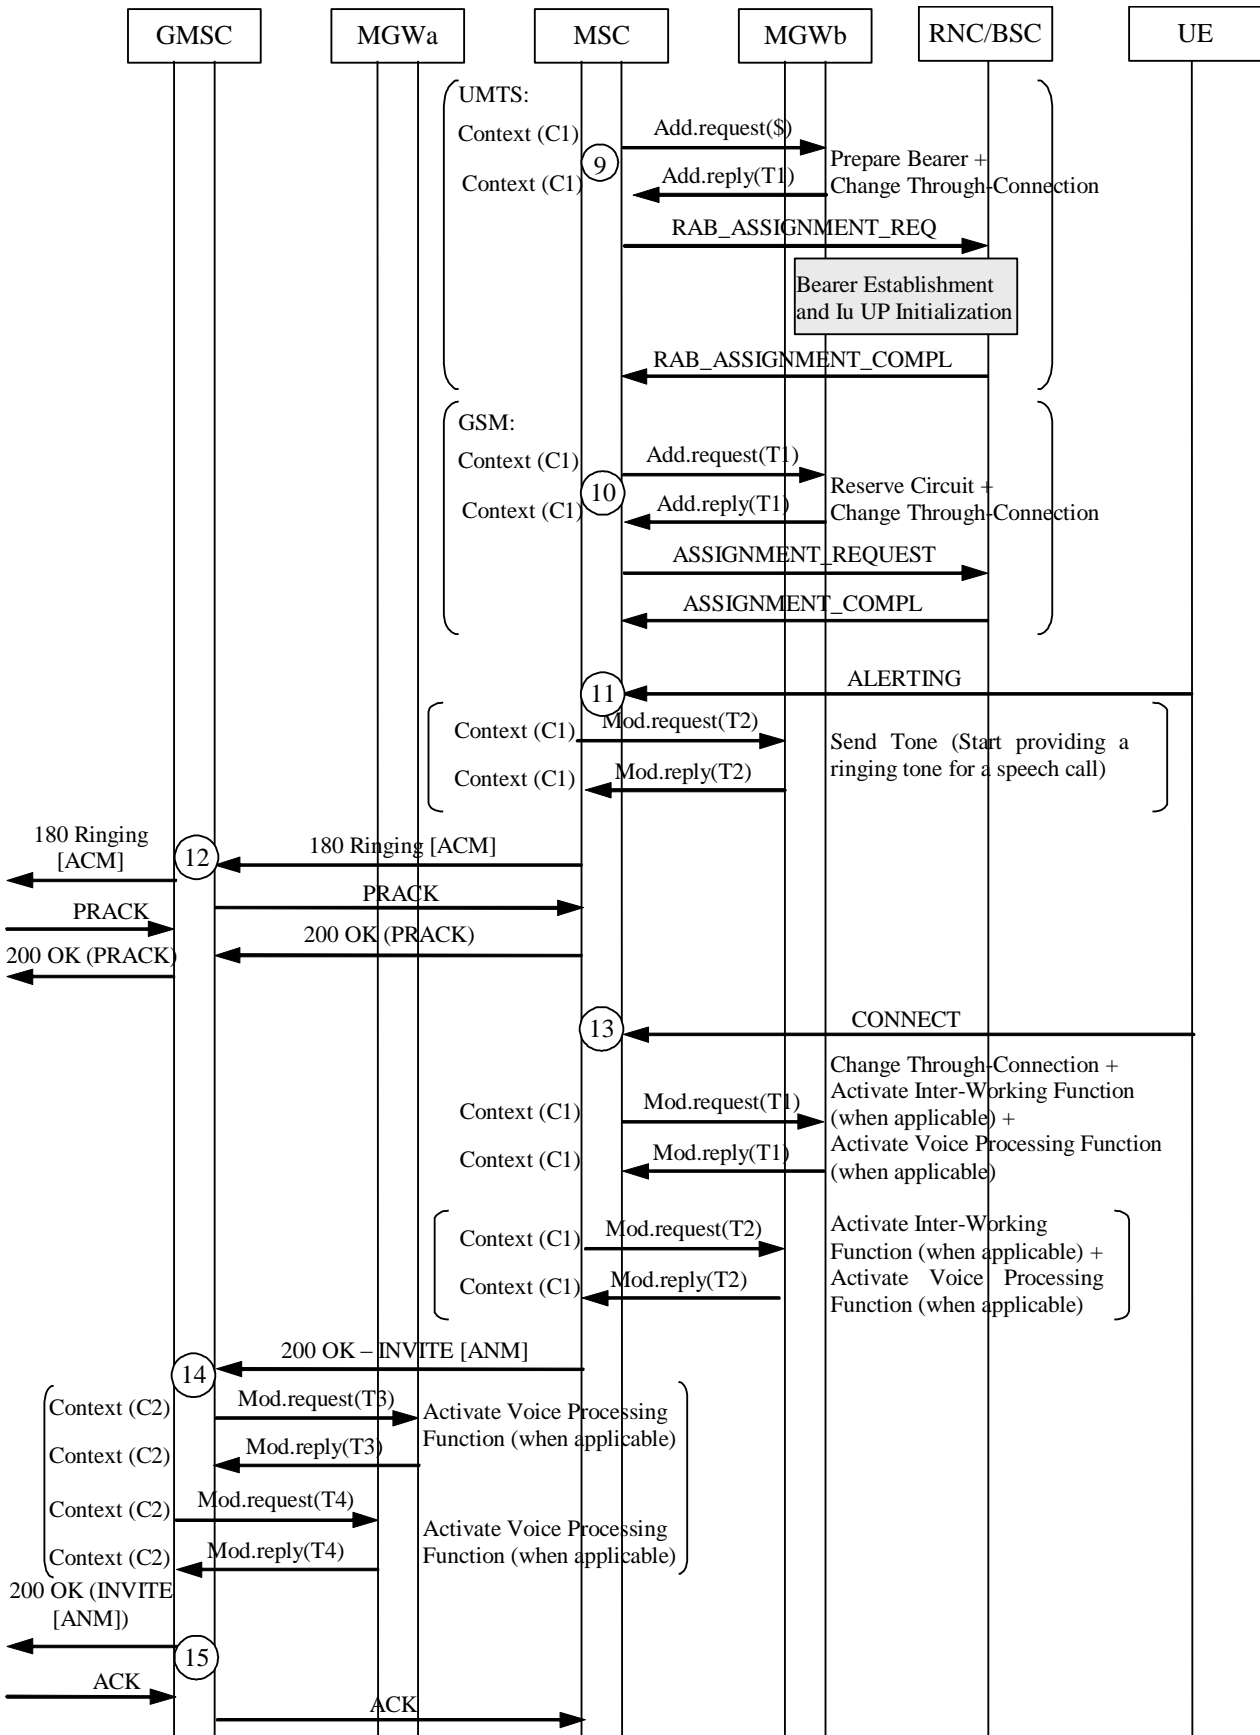 GMSC
MGWa
MSC
MGWb
RNC/BSC
UE
UMTS:
Context (C1)
Add.request($)
9
Prepare Bearer +
Change Through-Connection
Context (C1)
Add.reply(T1)
RAB_ASSIGNMENT_REQ
Bearer Establishment
and Iu UP Initialization
RAB_ASSIGNMENT_COMPL
GSM:
Context (C1)
Add.request(T1)
10
Reserve Circuit +
Change Through-Connection
Context (C1)
Add.reply(T1)
ASSIGNMENT_REQUEST
ASSIGNMENT_COMPL
11
ALERTING
Context (C1)
Mod.request(T2)
Send Tone (Start providing a
ringing tone for a speech call)
Context (C1)
Mod.reply(T2)
180 Ringing
[ACM]
12
180 Ringing [ACM]
PRACK
PRACK
200 OK (PRACK)
200 OK (PRACK)
13
CONNECT
Change Through-Connection +
Activate Inter-Working Function
(when applicable) +
Activate Voice Processing Function
(when applicable)
Context (C1)
Mod.request(T1)
Context (C1)
Mod.reply(T1)
Context (C1)
Mod.request(T2)
Activate Inter-Working
Function (when applicable) +
Activate Voice Processing
Function (when applicable)
Context (C1)
Mod.reply(T2)
200 OK – INVITE [ANM]
14
Context (C2)
Mod.request(T3)
Activate Voice Processing
Function (when applicable)
Context (C2)
Mod.reply(T3)
Context (C2)
Mod.request(T4)
Activate Voice Processing
Function (when applicable)
Context (C2)
Mod.reply(T4)
200 OK (INVITE
[ANM])
15
ACK
ACK